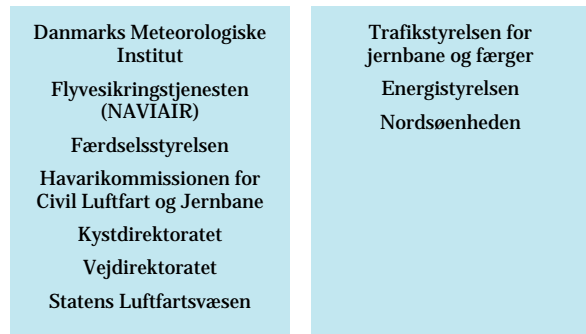 Danmarks Meteorologiske
Institut
Flyvesikringstjenesten
(NAVIAIR)
Færdselsstyrelsen
Havarikommissionen for
Civil Luftfart og Jernbane
Kystdirektoratet
Vejdirektoratet
Statens Luftfartsvæsen
Trafikstyrelsen for
jernbane og færger
Energistyrelsen
Nordsøenheden